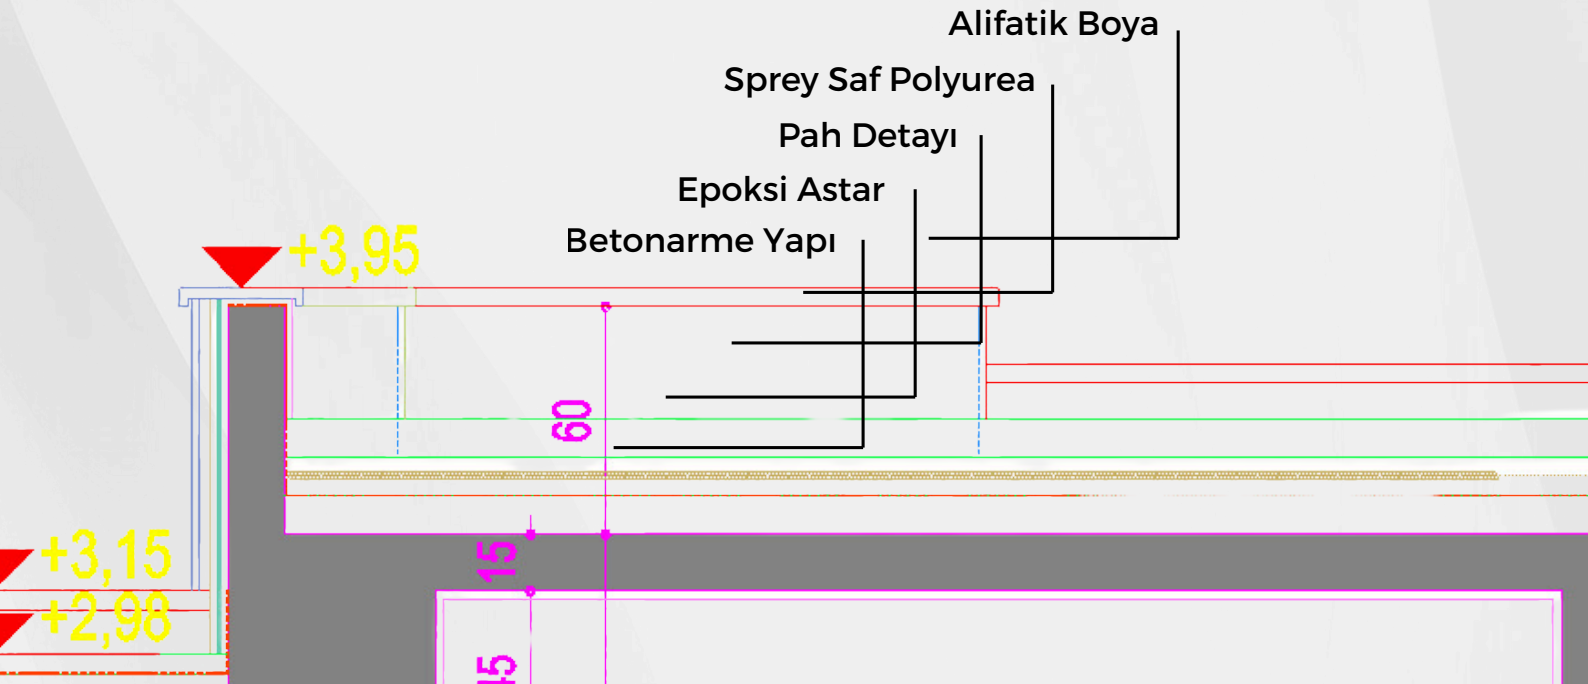 Alifatik Boya
Sprey Saf Polyurea
Pah Detayı
Epoksi Astar
Betonarme Yapı
+3,95
60
+3,15
15
+2,98